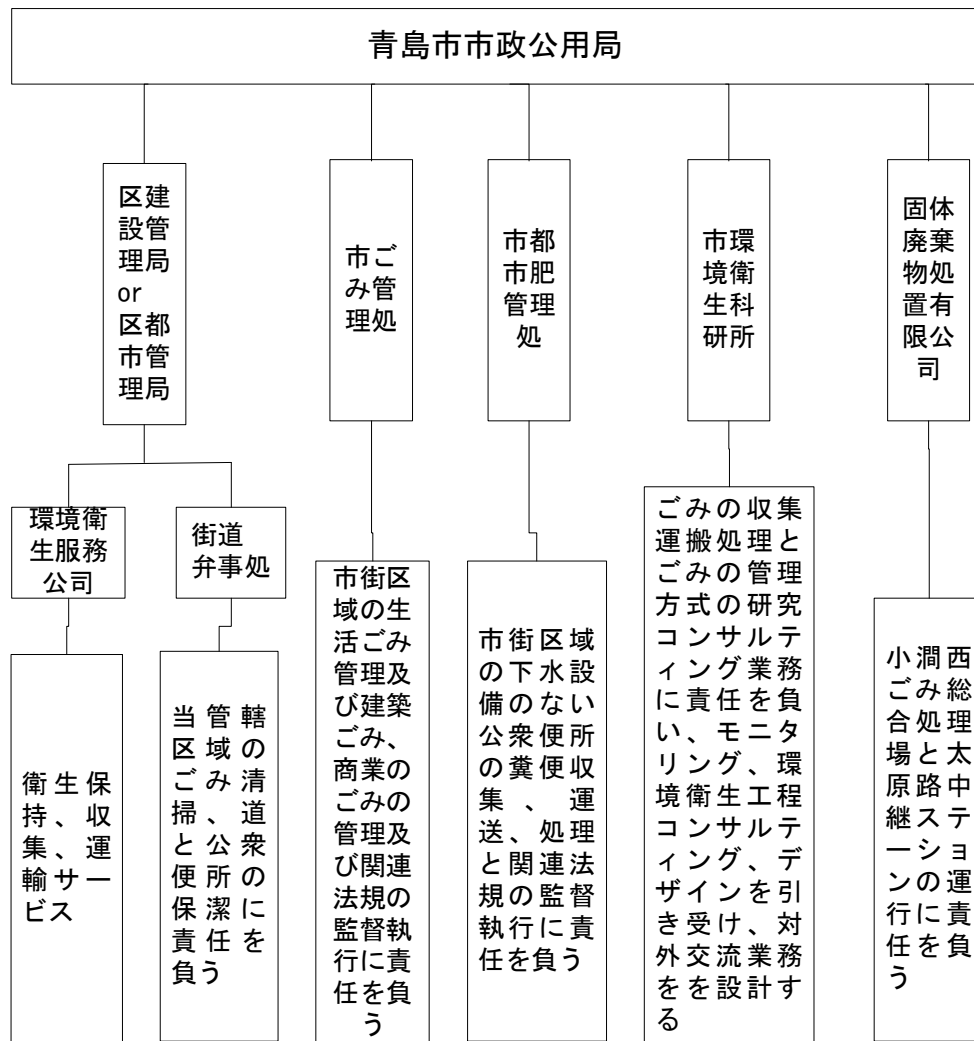 青島市市政公用局
区建
設管
理局
or
区都
市管
理局
市ご
み管
理処
市都
市肥
管理
処
市環
境衛
生科
研所
固体
廃棄
物処
置有
限公
司
環境衛
生服務
公司
街道
弁事処
衛生保
持、収
集、運
輸サー
ビス
当管轄
区域の
ごみ清
掃、道
と公衆
便所の
保潔に
責任を
負う
市街区
域の生
活ごみ
管理及
び建築
ごみ、
商業の
ごみの
管理及
び関連
法規の
監督執
行に責
任を負
う
市街区域
の下水設
備のない
公衆便所
の糞便収
集、運
送、処理
と関連法
規の監督
執行に責
任を負う
ごみの収集
運搬処理と
ごみの管理
方式の研究
コンサルテ
ィング業務
に責任を負
い、モニタ
リング、環
境衛生工程
コンサルテ
ィング、デ
ザインを引
き受け、対
外交流業務
をを設計す
る
小澗西
ごみ総
合処理
場と太
原路中
継ステ
ーショ
ンの運
行に責
任を負
う